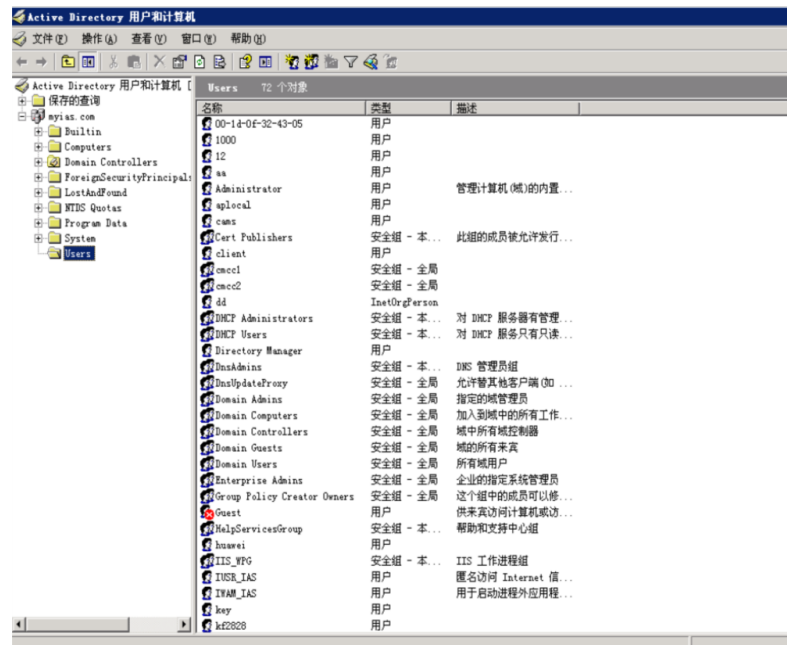 Active Directory 用户和计算机
文件(F) 操作(A) 查看(V) 窗口(W) 帮助(H)
Active Directory 用户和计算机 [
保存的查询
myias.com
Builtin
Computers
Domain Controllers
ForeignSecurityPrincipals
LostAndFound
NTDS Quotas
Program Data
System
Users
Users 72 个对象
名称 类型 描述
00-1d-0f-32-43-05 用户
1000 用户
12 用户
aa 用户
Administrator 用户 管理计算机(域)的内置...
aplocal 用户
cams 用户
Cert Publishers 安全组 - 本... 此组的成员被允许发行...
client 用户
cmcc1 安全组 - 全局
cmcc2 安全组 - 全局
dd InetOrgPerson
DHCP Administrators 安全组 - 本... 对 DHCP 服务器有管理...
DHCP Users 安全组 - 本... 对 DHCP 服务只有只读...
Directory Manager 用户
DnsAdmins 安全组 - 本... DNS 管理员组
DnsUpdateProxy 安全组 - 全局 允许替其他客户端(如 ...
Domain Admins 安全组 - 全局 指定的域管理员
Domain Computers 安全组 - 全局 加入到域中的所有工作...
Domain Controllers 安全组 - 全局 域中所有域控制器
Domain Guests 安全组 - 全局 域的所有来宾
Domain Users 安全组 - 全局 所有域用户
Enterprise Admins 安全组 - 全局 企业的指定系统管理员
Group Policy Creator Owners 安全组 - 全局 这个组中的成员可以修...
Guest 用户 供来宾访问计算机或访...
HelpServicesGroup 安全组 - 本... 帮助和支持中心组
huawei 用户
IIS_WPG 安全组 - 本... IIS 工作进程组
IUSR_IAS 用户 匿名访问 Internet 信...
IWAM_IAS 用户 用于启动进程外应用程...
key 用户
kf2828 用户